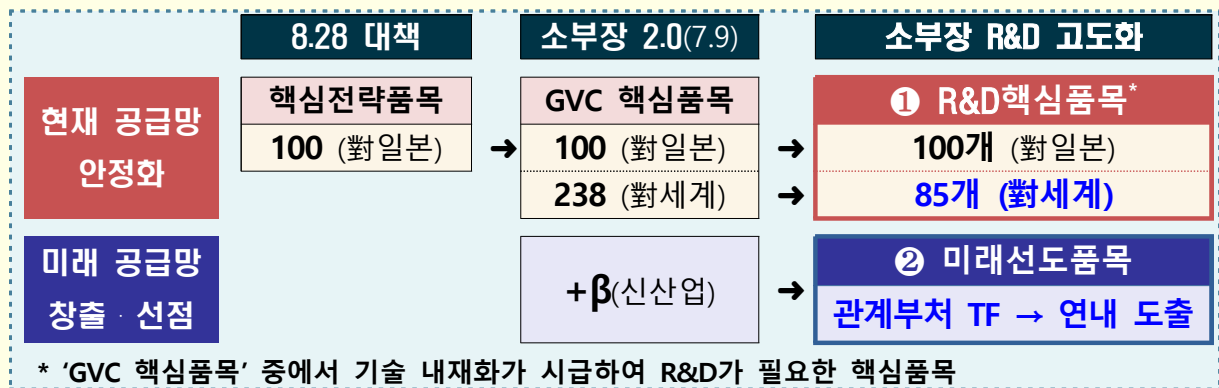 8.28 대책 소부장 2.0(7.9) 소부장 R&D 고도화
현재 공급망
안정화
핵심전략품목 GVC 핵심품목 ❶ R&D핵심품목*
100 (對일본) ➜ 100 (對일본) ➜ 100개 (對일본)
238 (對세계) ➜ 85개 (對세계)
미래 공급망
창출·선점
+β(신산업) ➜ ❷ 미래선도품목
관계부처 TF → 연내 도출
* ‘GVC 핵심품목’ 중에서 기술 내재화가 시급하여 R&D가 필요한 핵심품목